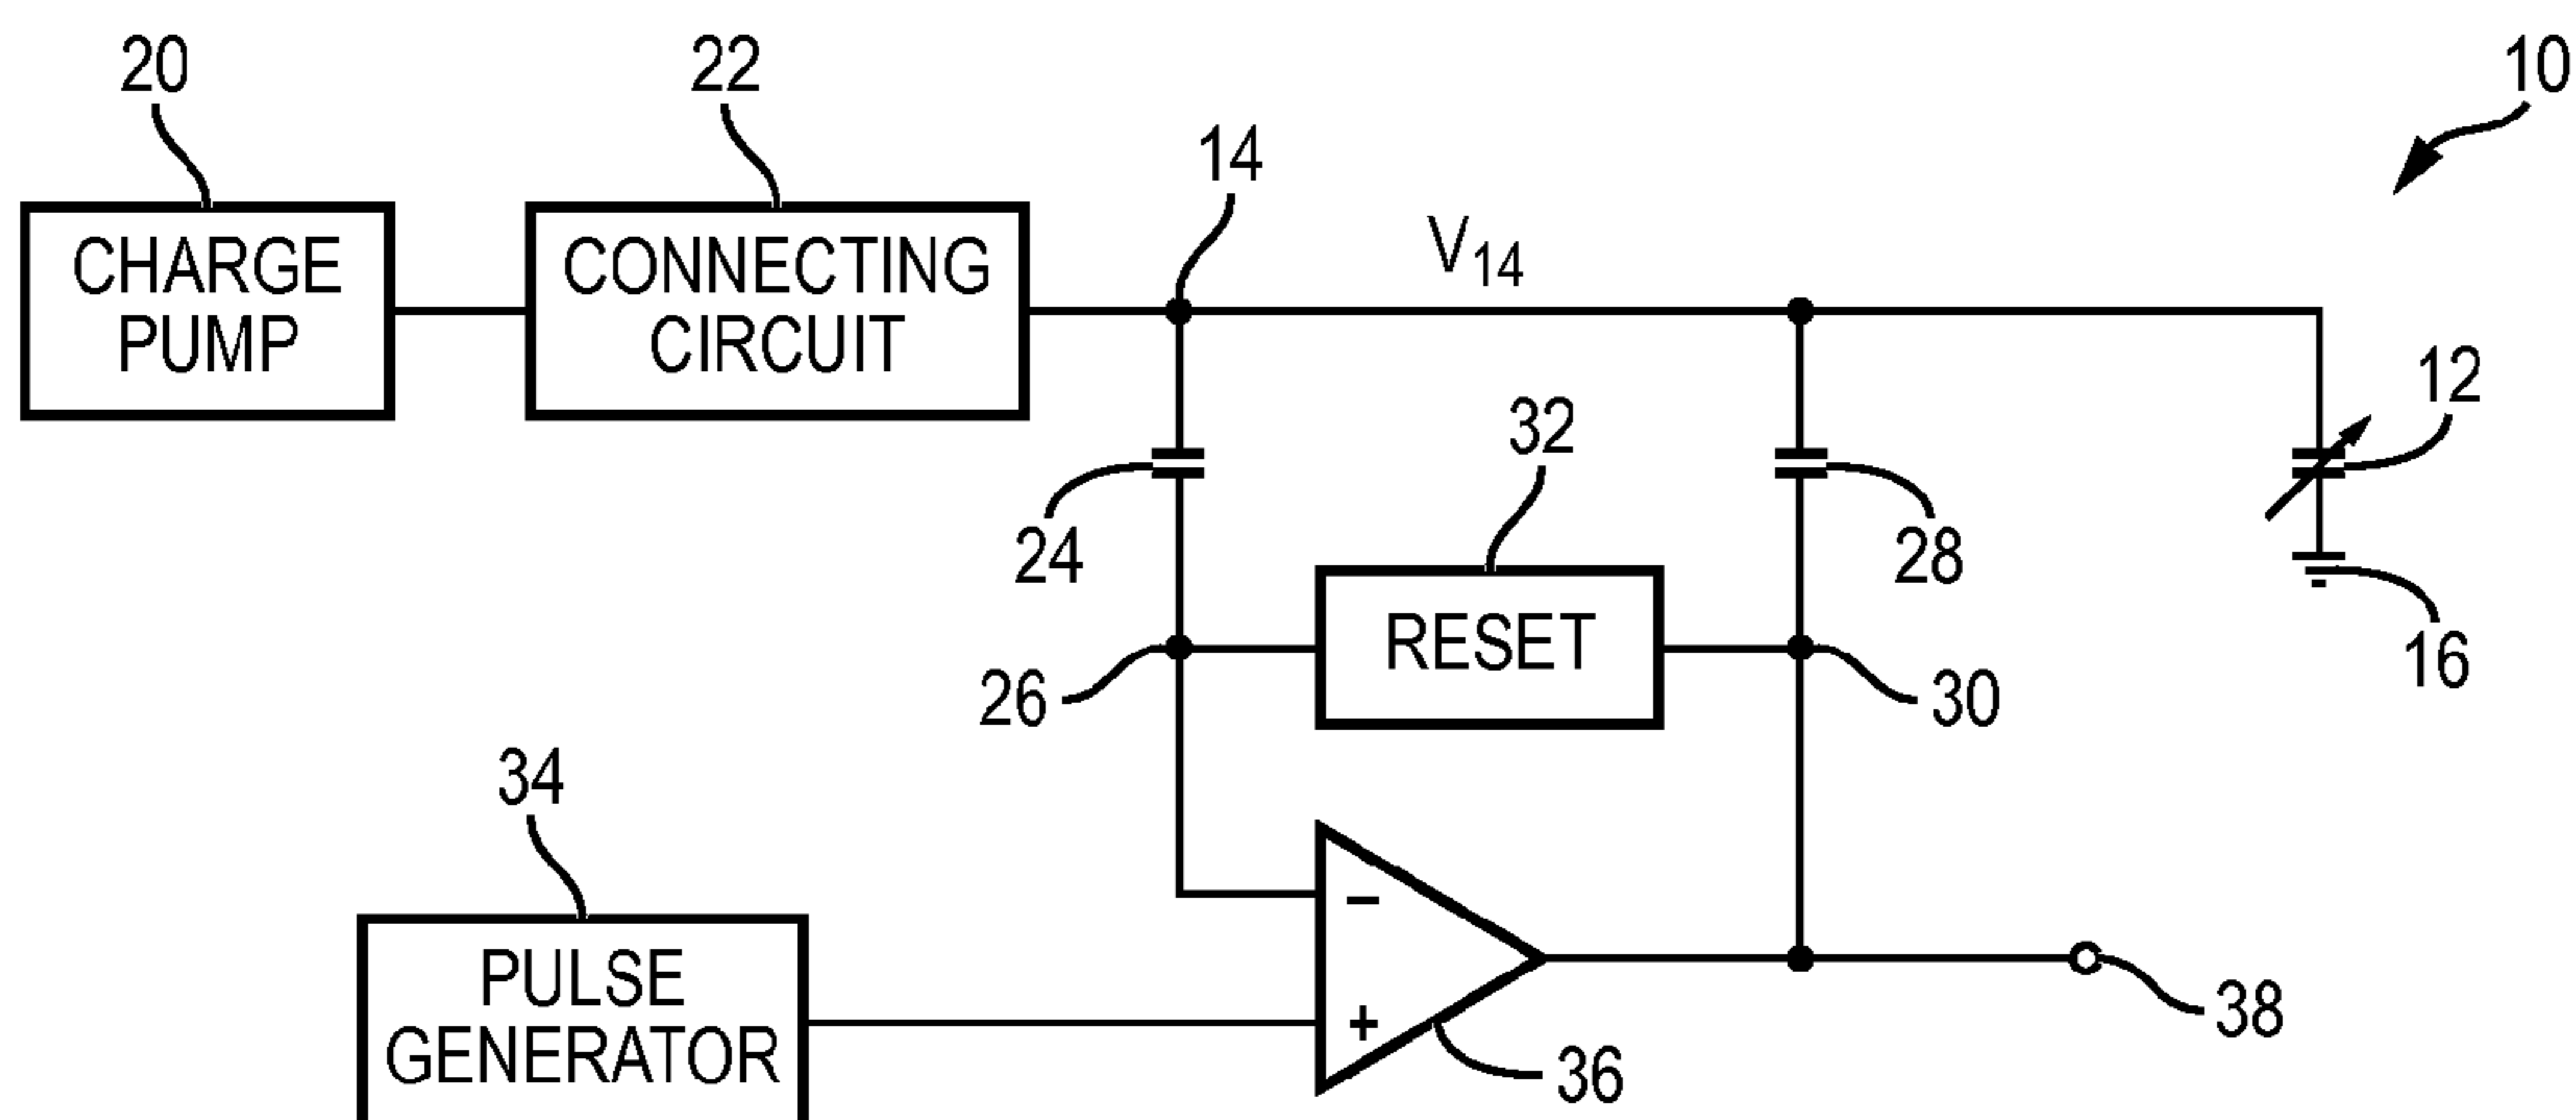 20
22
10
14
CHARGE
PUMP
CONNECTING
CIRCUIT
V14
12
32
24
28
RESET
16
26
30
34
PULSE
GENERATOR
−
+
36
38